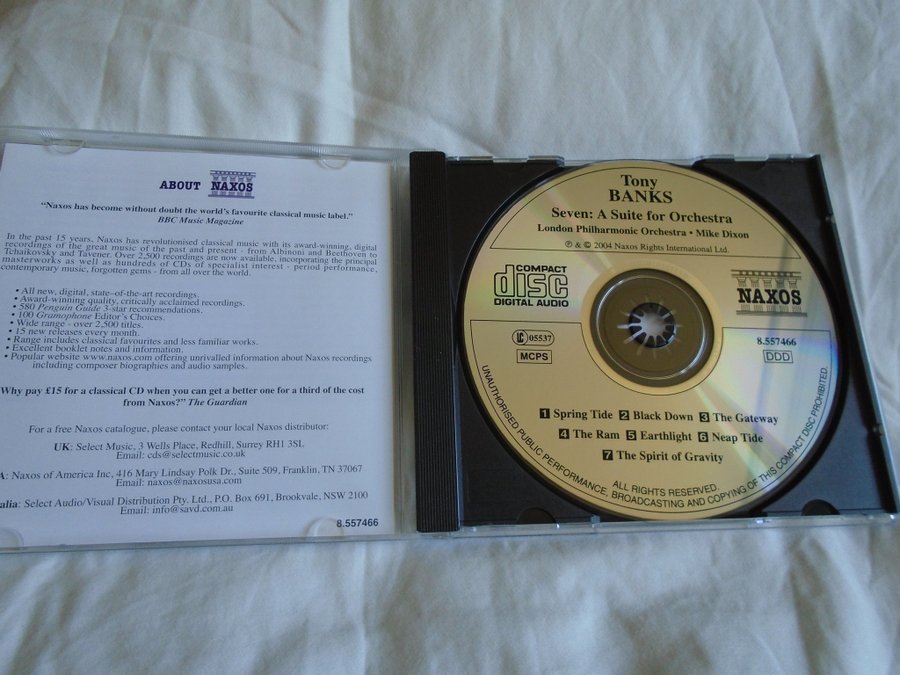 ABOUT NAXOS
“Naxos has become without doubt the world's favourite classical music label.”
BBC Music Magazine
In the past 15 years, Naxos has revolutionised classical music with its award-winning, digital
recordings of the great music of the past and present - from Albinoni and Beethoven to
Tchaikovsky and Tavener. Over 2,500 recordings are now available, incorporating the principal
masterworks as well as hundreds of CDs of specialist interest - period performance,
contemporary music, forgotten gems - from all over the world.
• All new, digital, state-of-the-art recordings.
• Award-winning quality, critically acclaimed recordings.
• 580 Penguin Guide 3-star recommendations.
• 100 Gramophone Editor's Choices.
• Wide range - over 2,500 titles.
• 15 new releases every month.
• Range includes classical favourites and less familiar works.
• Excellent booklet notes and information.
• Popular website www.naxos.com offering unrivalled information about Naxos recordings
including composer biographies and audio samples.
Why pay £15 for a classical CD when you can get a better one for a third of the cost
from Naxos?” The Guardian
For a free Naxos catalogue, please contact your local Naxos distributor:
UK: Select Music, 3 Wells Place, Redhill, Surrey RH1 3SL
Email: cds@selectmusic.co.uk
A: Naxos of America Inc, 416 Mary Lindsay Polk Dr., Suite 509, Franklin, TN 37067
Email: naxos@naxosusa.com
alia: Select Audio/Visual Distribution Pty. Ltd., P.O. Box 691, Brookvale, NSW 2100
Email: info@savd.com.au
8.557466
Tony
BANKS
Seven: A Suite for Orchestra
London Philharmonic Orchestra • Mike Dixon
℗ & © 2004 Naxos Rights International Ltd.
COMPACT
disc
DIGITAL AUDIO
NAXOS
LC 05537
MCPS
8.557466
DDD
1 Spring Tide 2 Black Down 3 The Gateway
4 The Ram 5 Earthlight 6 Neap Tide
7 The Spirit of Gravity
ALL RIGHTS RESERVED.
UNAUTHORISED PUBLIC PERFORMANCE, BROADCASTING AND COPYING OF THIS COMPACT DISC PROHIBITED.